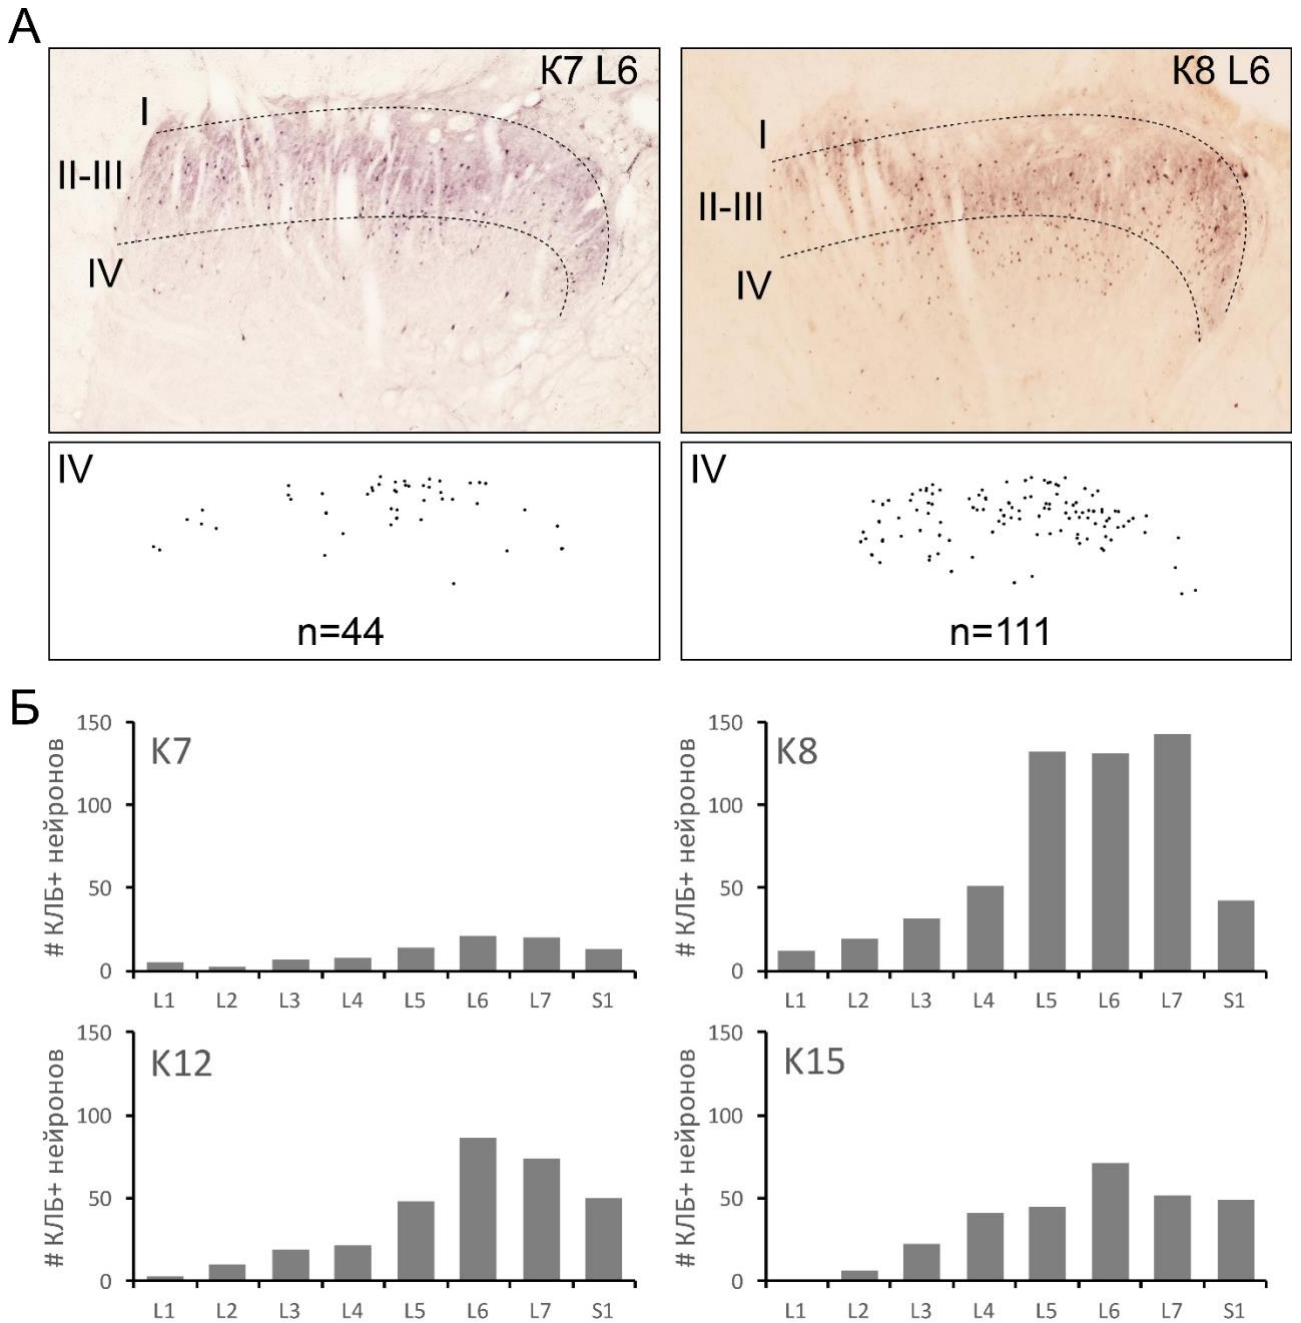 А
К7 L6
I
II-III
IV
К8 L6
I
II-III
IV
IV
n=44
IV
n=111
Б
# КЛБ+ нейронов
150
100
50
0
К7
L1 L2 L3 L4 L5 L6 L7 S1
# КЛБ+ нейронов
150
100
50
0
К8
L1 L2 L3 L4 L5 L6 L7 S1
# КЛБ+ нейронов
150
100
50
0
К12
L1 L2 L3 L4 L5 L6 L7 S1
# КЛБ+ нейронов
150
100
50
0
К15
L1 L2 L3 L4 L5 L6 L7 S1